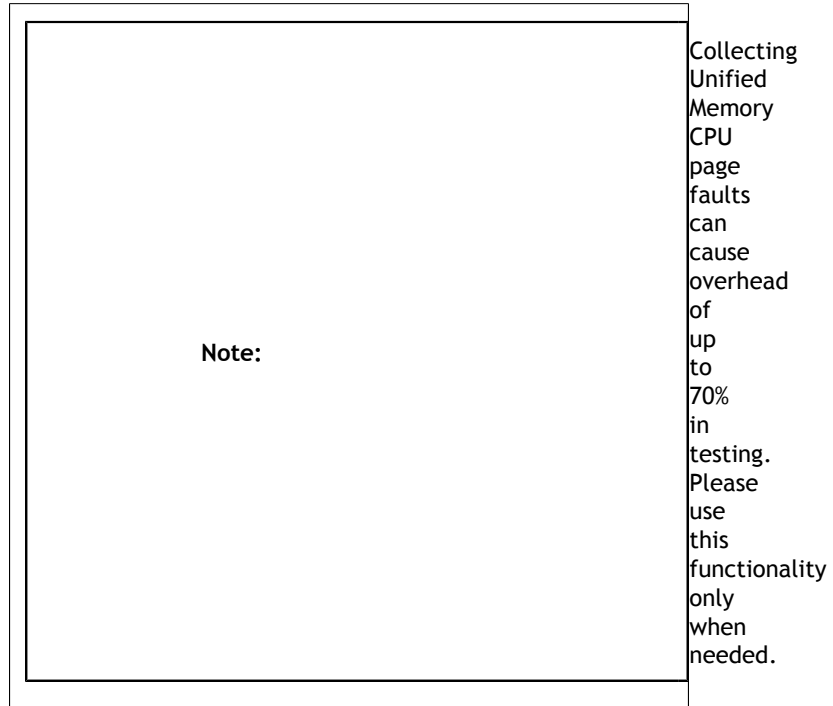 Note:
Collecting
Unified
Memory
CPU
page
faults
can
cause
overhead
of
up
to
70%
in
testing.
Please
use
this
functionality
only
when
needed.